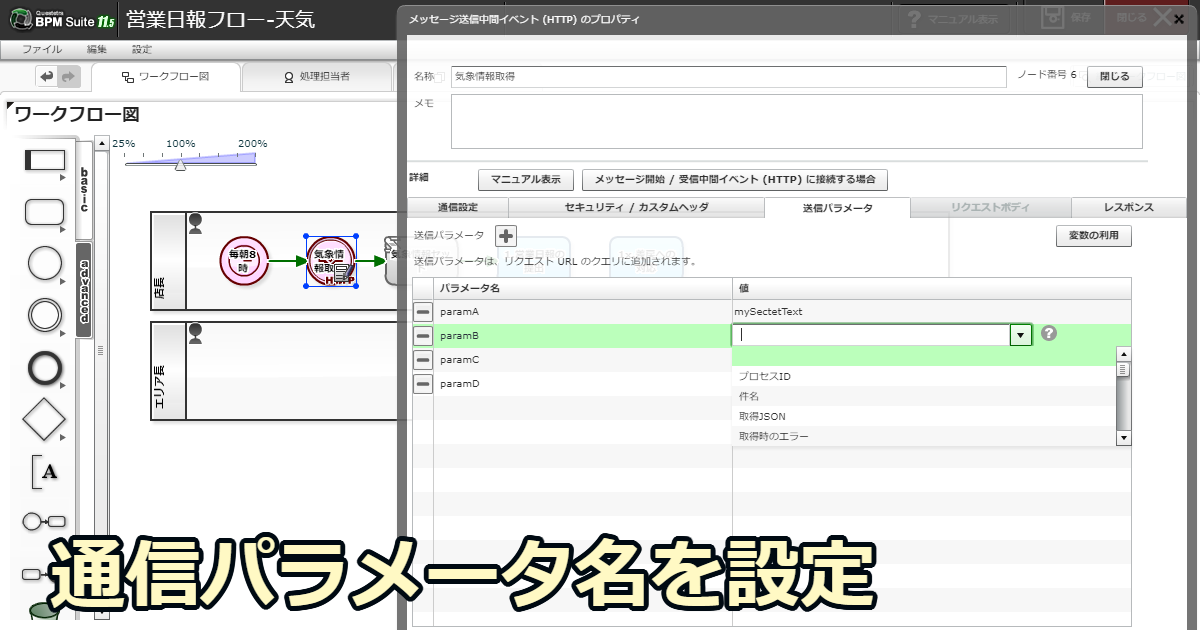 Questetra
BPM Suite 11.5
営業日報フロー-天気
メッセージ送信中間イベント (HTTP) のプロパティ
マニュアル表示
保存
閉じる
ファイル
編集
設定
ワークフロー図
処理担当者
名称
気象情報取得
ノード番号 6
閉じる
メモ
ワークフロー図
25%
100%
200%
basic
advanced
詳細
マニュアル表示
メッセージ開始 / 受信中間イベント (HTTP) に接続する場合
通信設定
セキュリティ / カスタムヘッダ
送信パラメータ
リクエストボディ
レスポンス
送信パラメータ
変数の利用
送信パラメータは、リクエスト URL のクエリに追加されます。
店長
毎朝8
時
気象情
報取
HTTP
エリア長
A
パラメータ名
値
paramA
mySectetText
paramB
paramC
paramD
プロセスID
件名
取得JSON
取得時のエラー
通信パラメータ名を設定